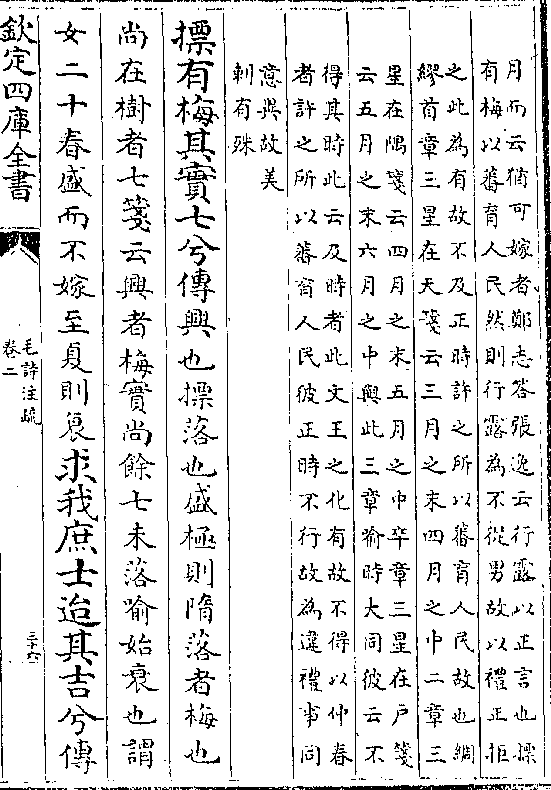 月而云猶可嫁者鄭志荅張逸云行露以正言也摽
有梅以蕃育人民然則行露為不從男故以禮正拒
之此為有故不及正時許之所以蕃育人民故也綢
繆首章三星在天箋云三月之末四月之中二章三
星在隅箋云四月之末五月之中卒章三星在户箋
云五月之末六月之中與此三章喻時大同彼云不
得其時此云及時者此文王之化有故不得以仲春
者許之所以蕃育人民彼正時不行故為違禮事同
意異故美
刺有殊
摽有梅其實七兮傳興也摽落也盛極則隋落者梅也
尚在樹者七箋云興者梅實尚餘七未落喻始衰也謂
女二十春盛而不嫁至夏則衰求我庶士迨其吉兮傳
欽定四庫全書
毛詩注疏
卷二
三十六